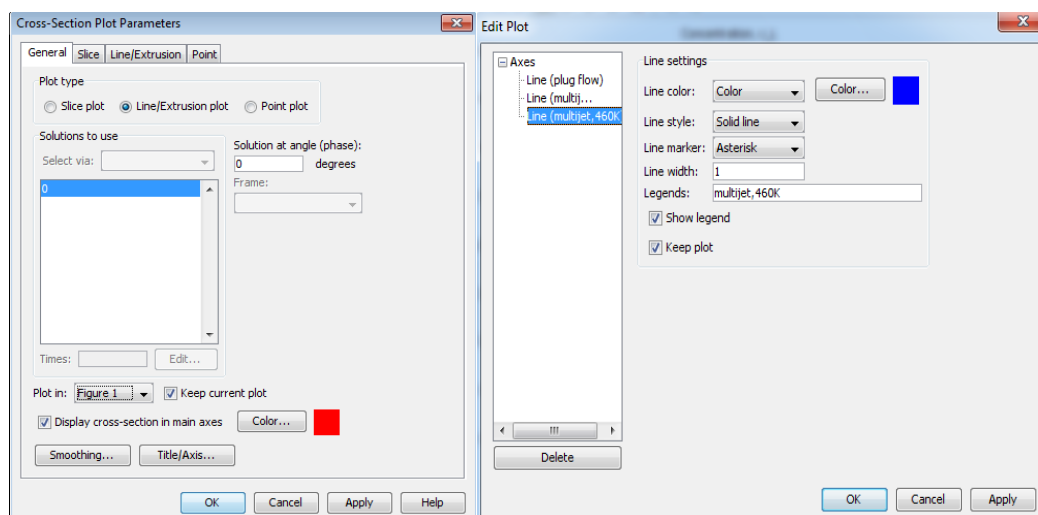 Cross-Section Plot Parameters
General Slice Line/Extrusion Point
Plot type
Slice plot Line/Extrusion plot Point plot
Solutions to use
Select via:
0
Times: Edit...
Solution at angle (phase):
0 degrees
Frame:
Plot in: Figure 1 Keep current plot
Display cross-section in main axes Color...
Smoothing... Title/Axis...
OK Cancel Apply Help
Edit Plot
Axes
Line (plug flow)
Line (multij...
Line (multijet,460K
Delete
Line settings
Line color: Color Color...
Line style: Solid line
Line marker: Asterisk
Line width: 1
Legends: multijet,460K
Show legend
Keep plot
OK Cancel Apply